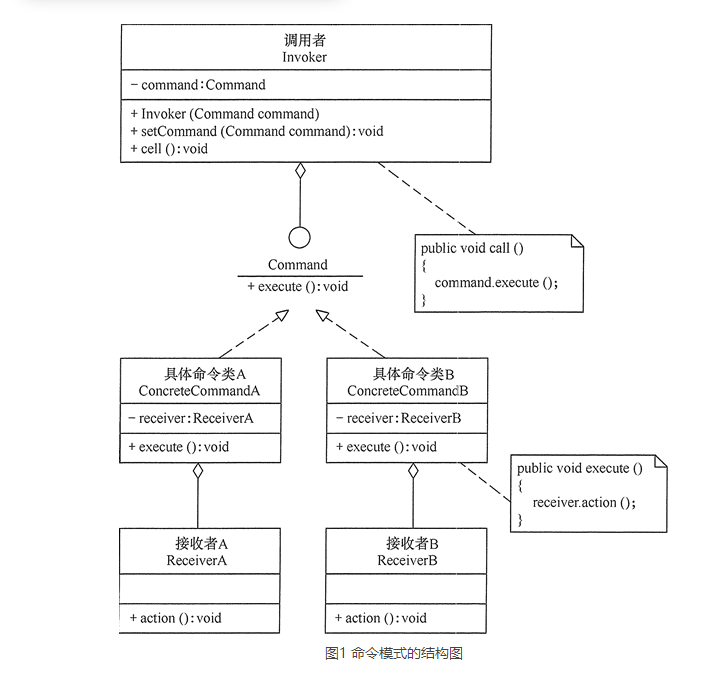 调用者
Invoker
- command:Command
+ Invoker (Command command)
+ setCommand (Command command):void
+ cell ():void
public void call ()
{
command.execute ();
}
Command
+ execute ():void
具体命令类A
ConcreteCommandA
- receiver:ReceiverA
+ execute ():void
具体命令类B
ConcreteCommandB
- receiver:ReceiverB
+ execute ():void
public void execute ()
{
receiver.action ();
}
接收者A
ReceiverA
+ action ():void
接收者B
ReceiverB
+ action ():void
图1 命令模式的结构图